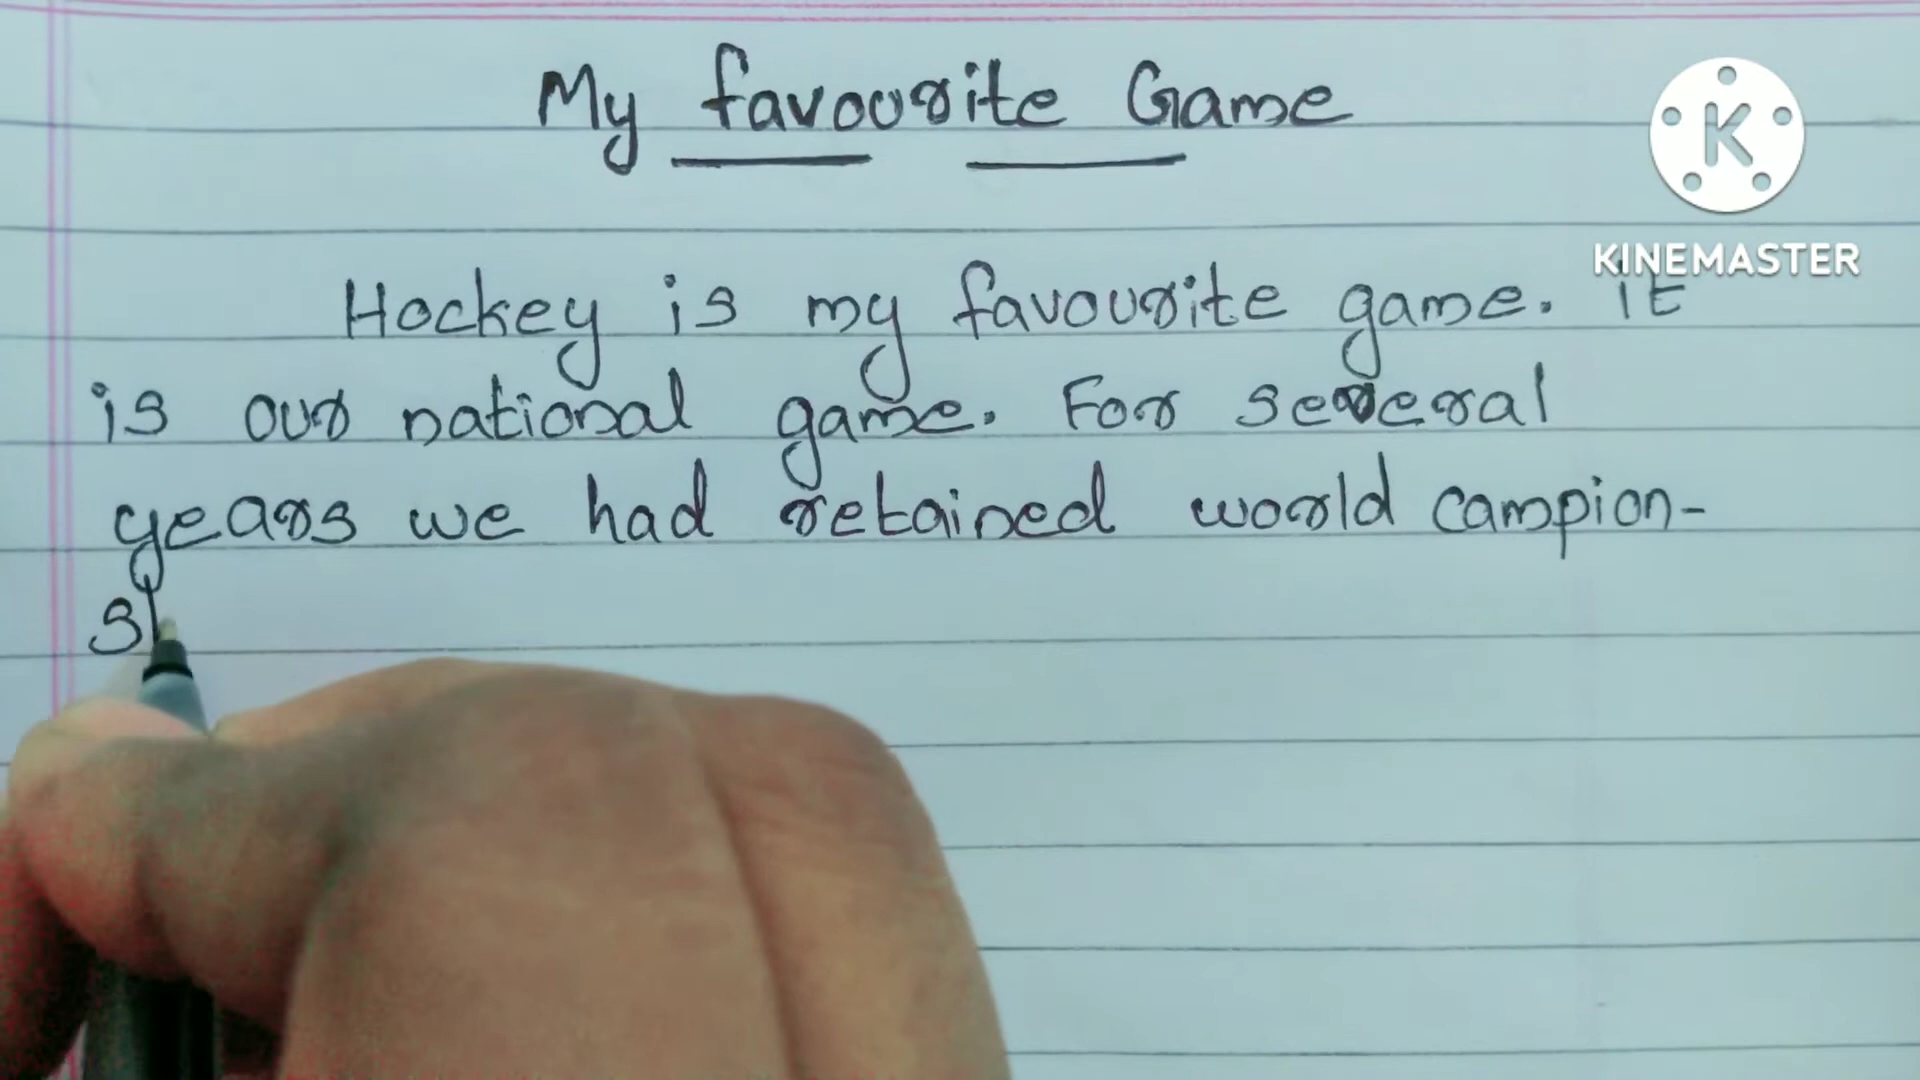 My favourite Game
KINEMASTER
Hockey is my favourite game. it
is our national game. For several
years we had retained world campion-
sh